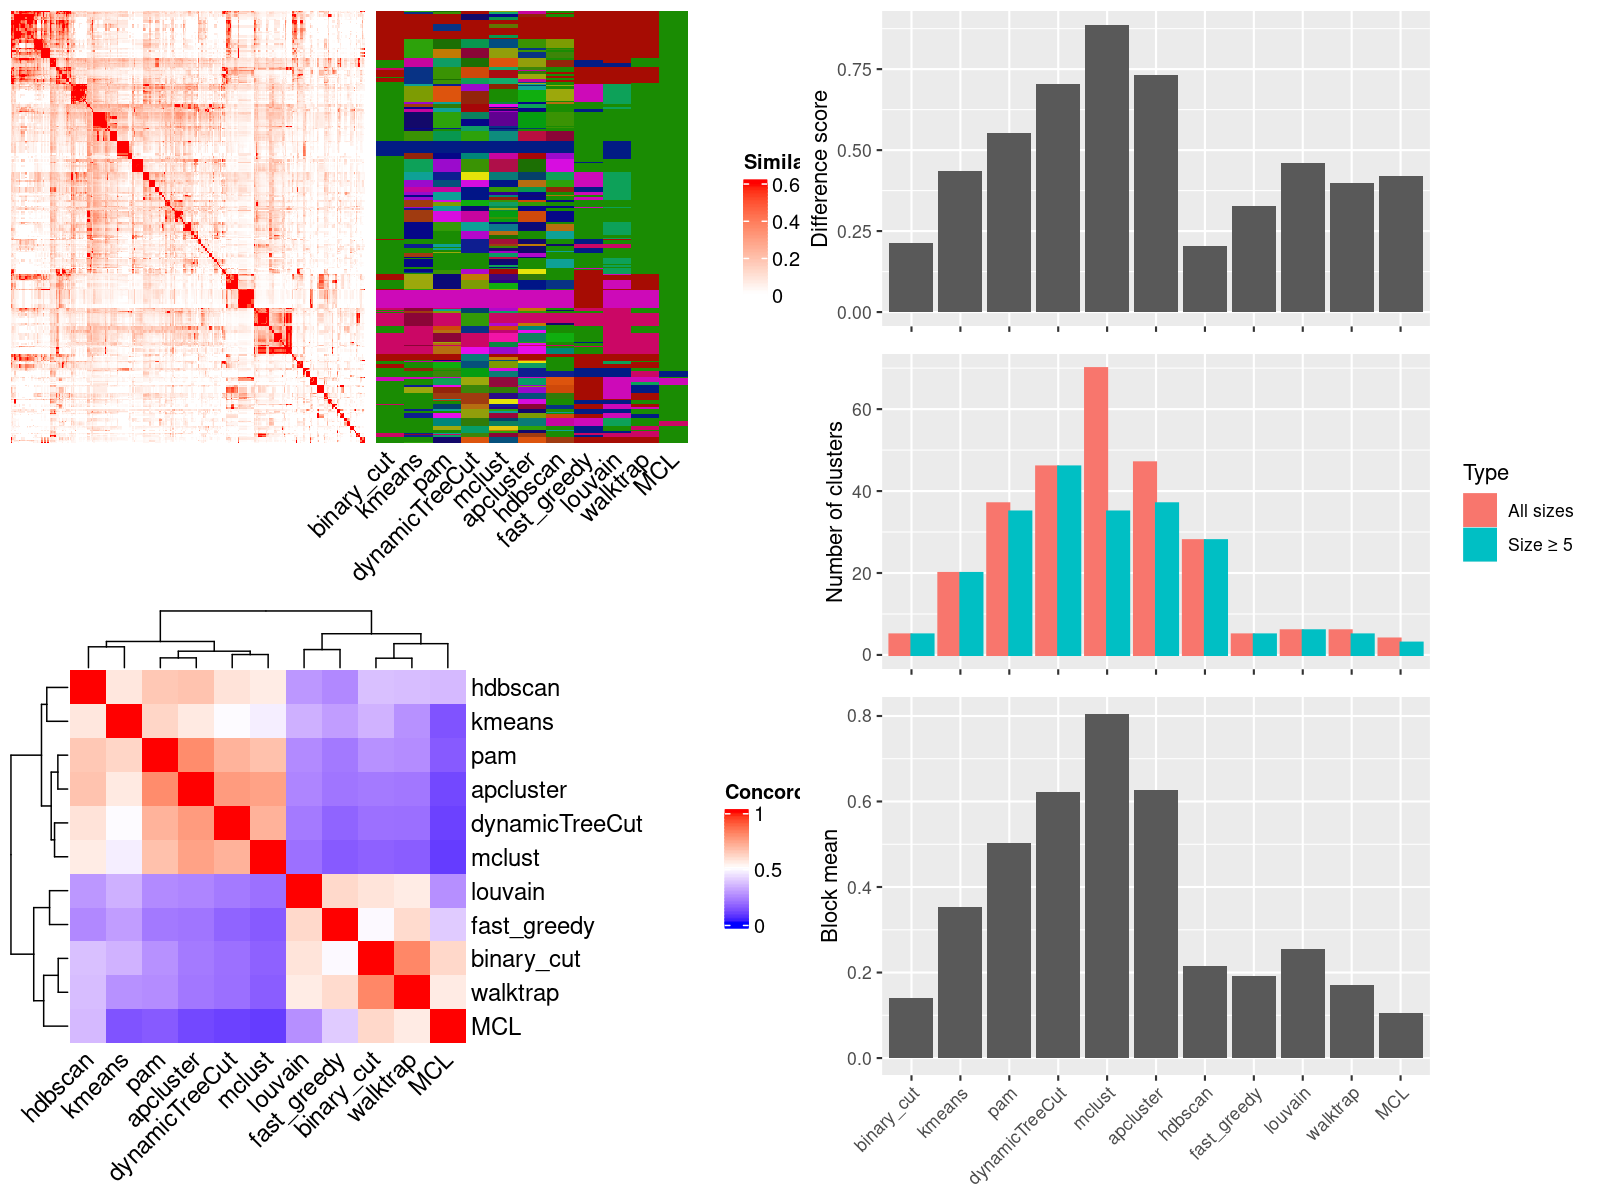 Simila
0.6
0.4
0.2
0
binary_cut
kmeans
pam
dynamicTreeCut
mclust
apcluster
hdbscan
fast_greedy
louvain
walktrap
MCL
hdbscan
kmeans
pam
apcluster
dynamicTreeCut
mclust
louvain
fast_greedy
binary_cut
walktrap
MCL
hdbscan
kmeans
pam
apcluster
dynamicTreeCut
mclust
louvain
fast_greedy
binary_cut
walktrap
MCL
Concord
1
0.5
0
Difference score
0.75
0.50
0.25
0.00
Number of clusters
60
40
20
0
Type
All sizes
Size ≥ 5
Block mean
0.8
0.6
0.4
0.2
0.0
binary_cut
kmeans
pam
dynamicTreeCut
mclust
apcluster
hdbscan
fast_greedy
louvain
walktrap
MCL